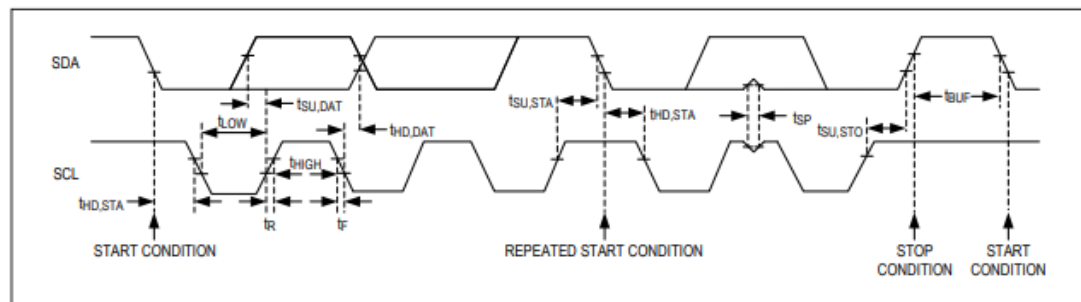 SDA
tSU,DAT
tLOW
tHD,DAT
tSU,STA
tHD,STA
tSP
tSU,STO
tBUF
SCL
tHIGH
tHD,STA
tR
tF
START CONDITION
REPEATED START CONDITION
STOP
CONDITION
START
CONDITION